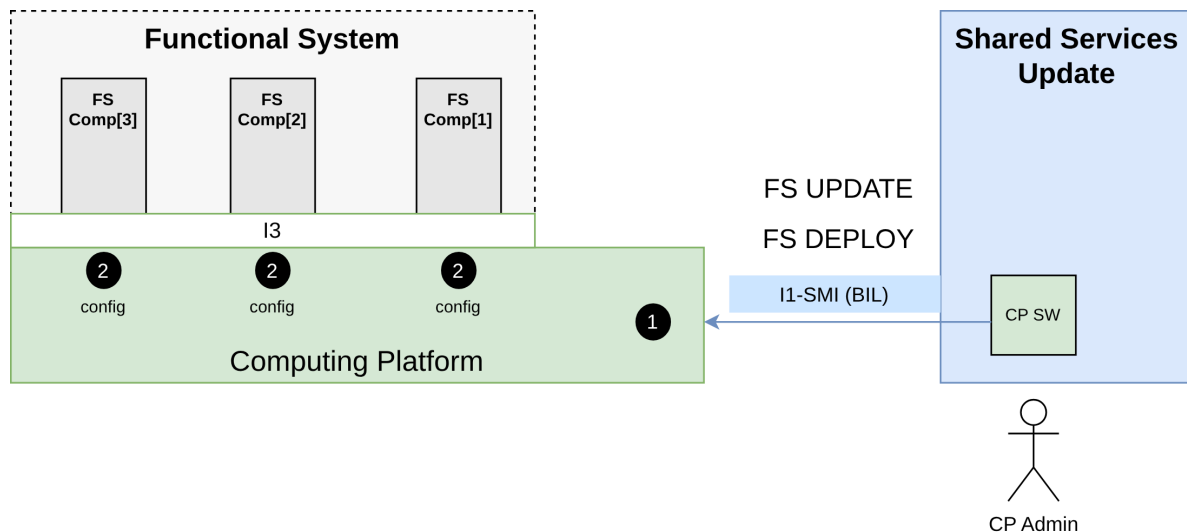 Functional System
Shared Services
Update
FS
Comp[3]
FS
Comp[2]
FS
Comp[1]
FS UPDATE
FS DEPLOY
I3
2
2
2
config
config
config
I1-SMI (BIL)
1
CP SW
Computing Platform
CP Admin